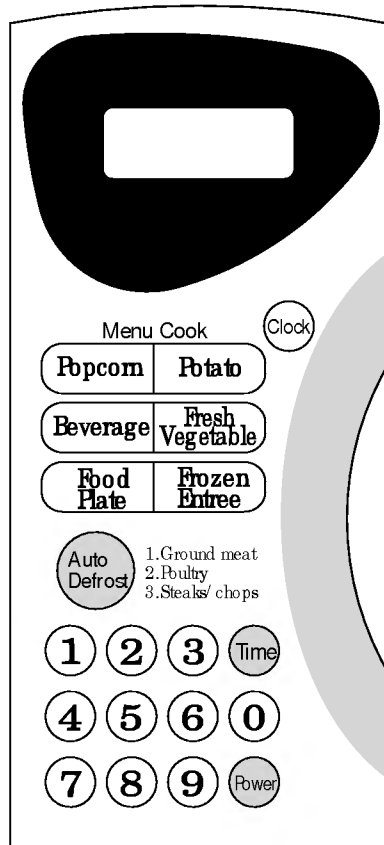 Clock
Menu Cook
Popcorn Potato
Beverage Fresh Vegetable
Food Plate Frozen Entree
Auto Defrost
1.Ground meat
2.Poultry
3.Steaks/ chops
1 2 3 Time
4 5 6 0
7 8 9 Power